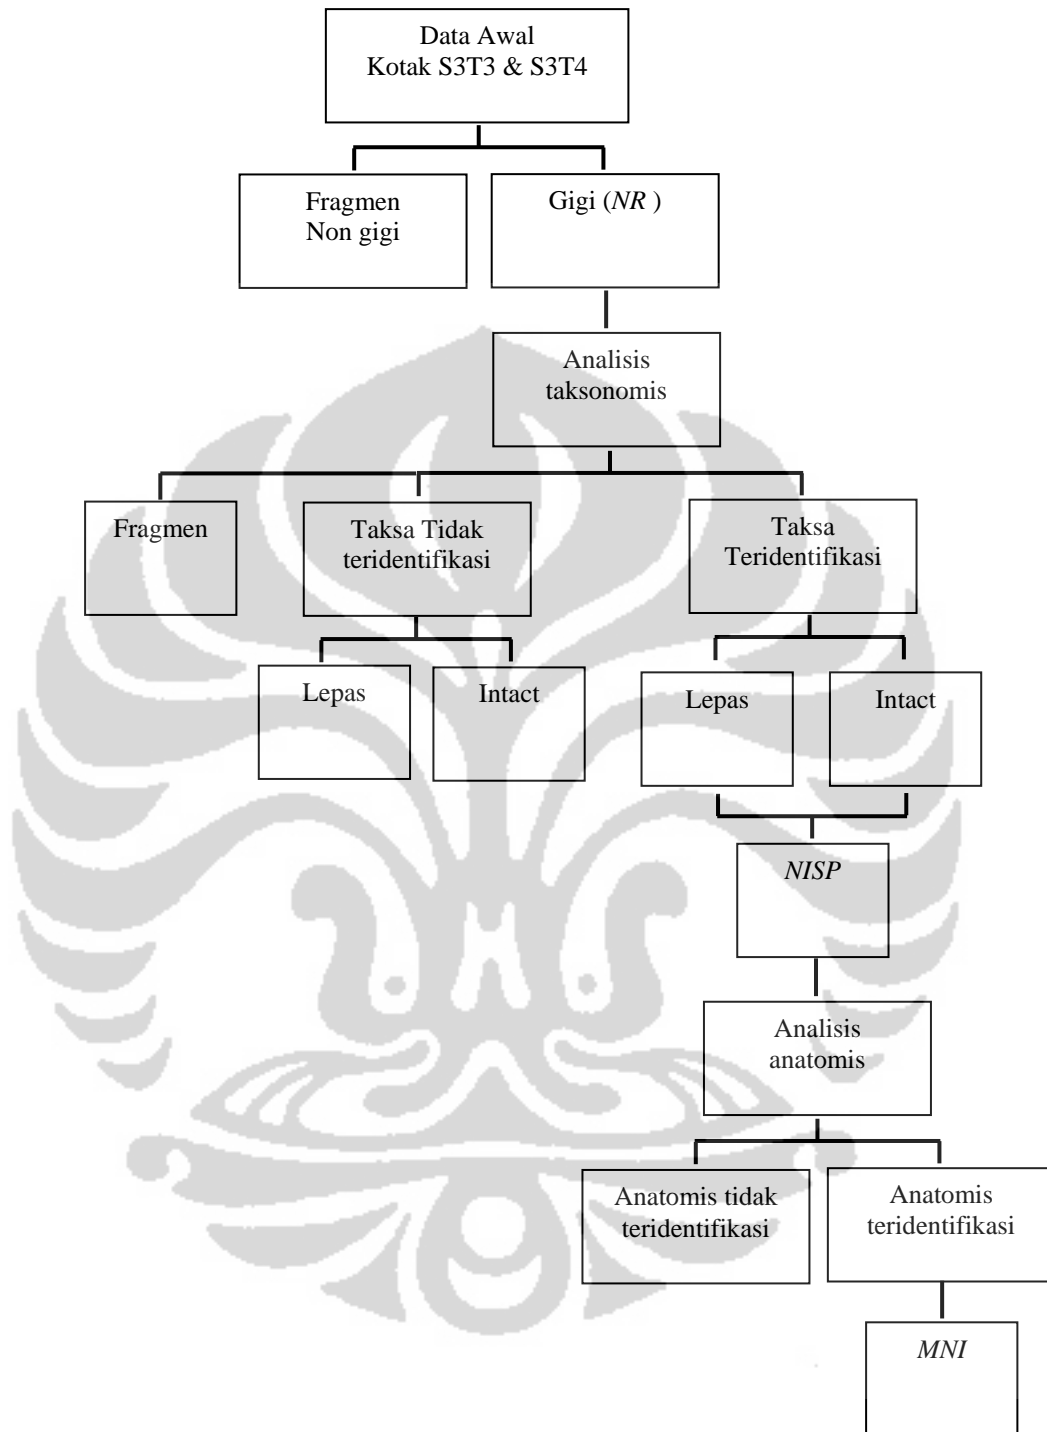 Data Awal
Kotak S3T3 & S3T4
Fragmen
Non gigi
Gigi (NR )
Analisis
taksonomis
Fragmen
Taksa Tidak
teridentifikasi
Taksa
Teridentifikasi
Lepas
Intact
Lepas
Intact
NISP
Analisis
anatomis
Anatomis tidak
teridentifikasi
Anatomis
teridentifikasi
MNI